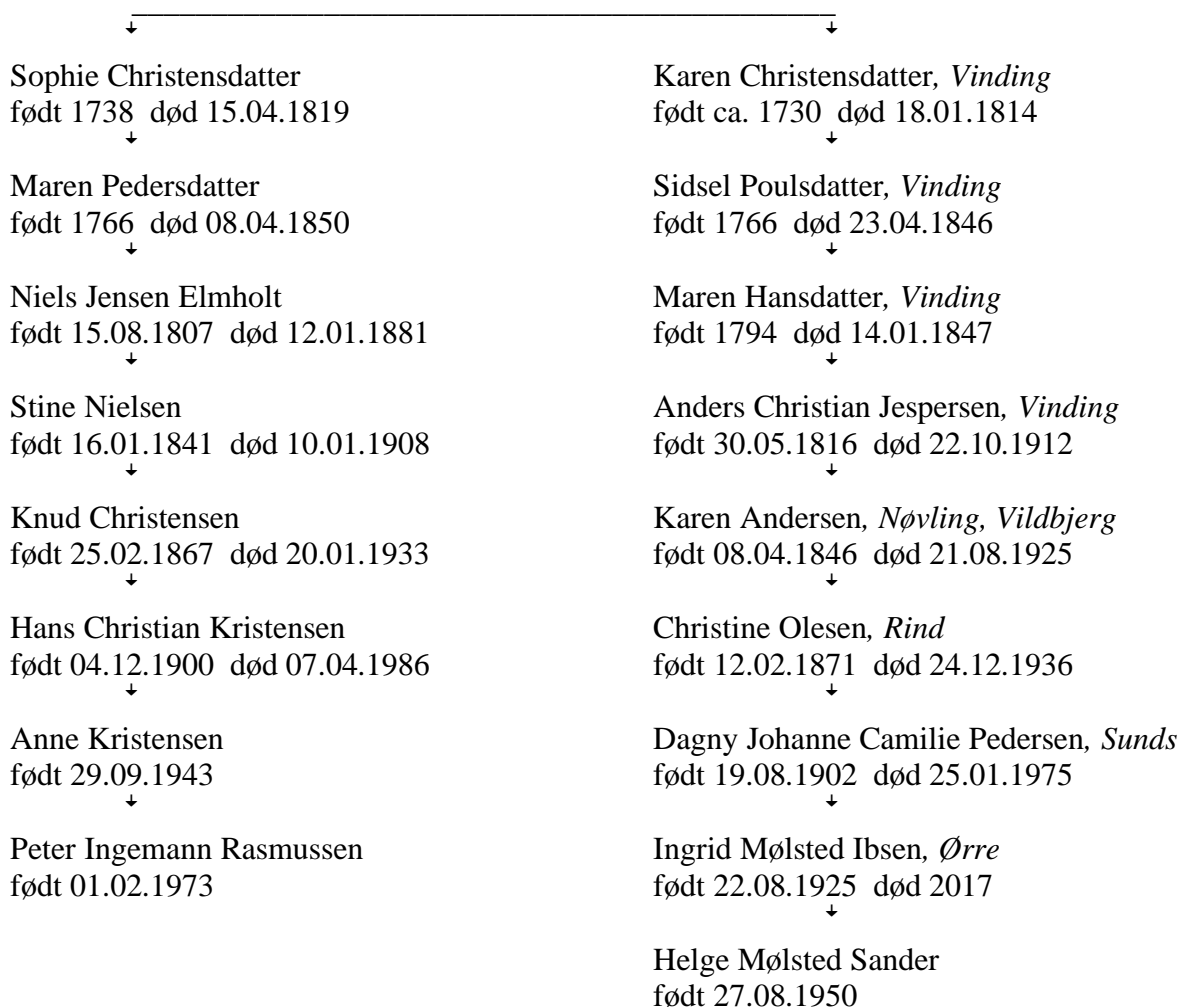 Sophie Christensdatter
født 1738 død 15.04.1819
Maren Pedersdatter
født 1766 død 08.04.1850
Niels Jensen Elmholt
født 15.08.1807 død 12.01.1881
Stine Nielsen
født 16.01.1841 død 10.01.1908
Knud Christensen
født 25.02.1867 død 20.01.1933
Hans Christian Kristensen
født 04.12.1900 død 07.04.1986
Anne Kristensen
født 29.09.1943
Peter Ingemann Rasmussen
født 01.02.1973
Karen Christensdatter, Vinding
født ca. 1730 død 18.01.1814
Sidsel Poulsdatter, Vinding
født 1766 død 23.04.1846
Maren Hansdatter, Vinding
født 1794 død 14.01.1847
Anders Christian Jespersen, Vinding
født 30.05.1816 død 22.10.1912
Karen Andersen, Nøvling, Vildbjerg
født 08.04.1846 død 21.08.1925
Christine Olesen, Rind
født 12.02.1871 død 24.12.1936
Dagny Johanne Camilie Pedersen, Sunds
født 19.08.1902 død 25.01.1975
Ingrid Mølsted Ibsen, Ørre
født 22.08.1925 død 2017
Helge Mølsted Sander
født 27.08.1950